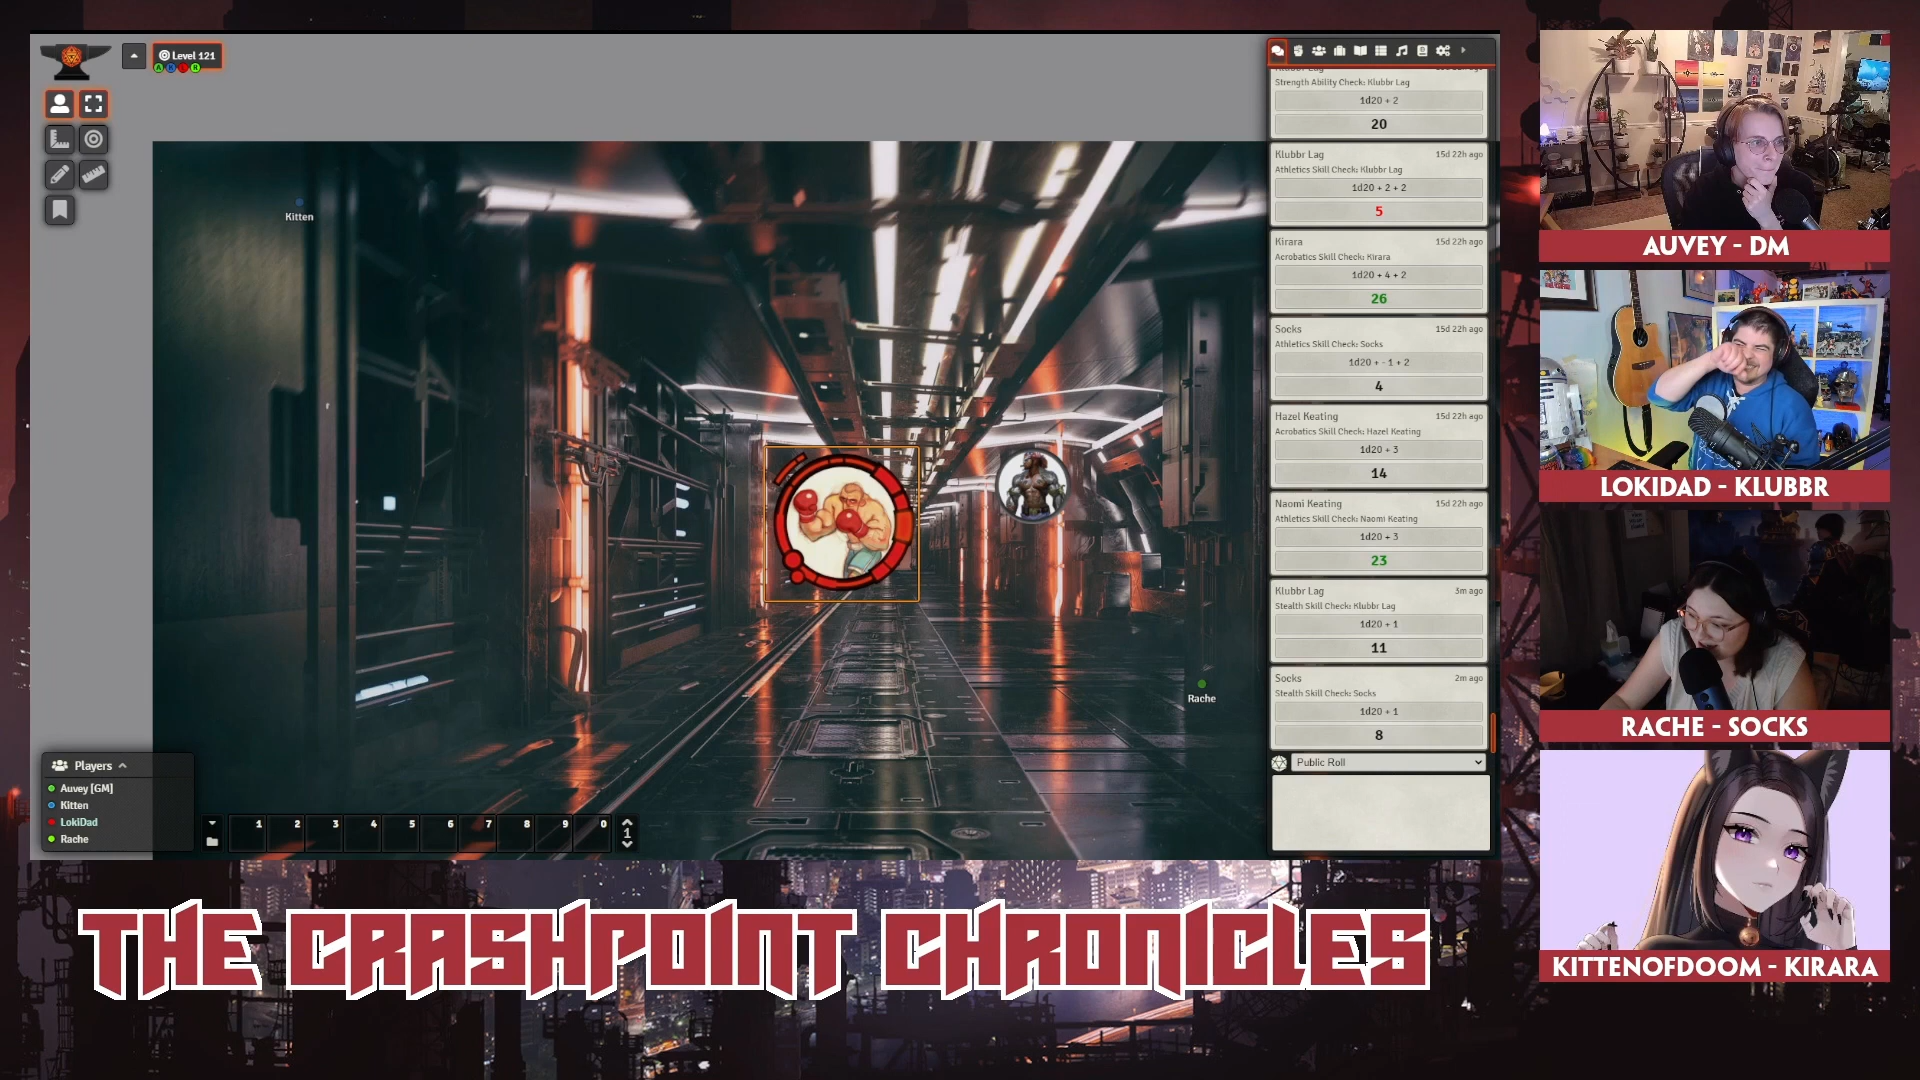 Level 121
A
K
L
R
Kitten
Rache
Players
Auvey [GM]
Kitten
LokiDad
Rache
1 2 3 4 5 6 7 8 9 0
1
Strength Ability Check: Klubbr Lag
1d20 + 2
20
Klubbr Lag 15d 22h ago
Athletics Skill Check: Klubbr Lag
1d20 + 2 + 2
5
Kirara 15d 22h ago
Acrobatics Skill Check: Kirara
1d20 + 4 + 2
26
Socks 15d 22h ago
Athletics Skill Check: Socks
1d20 + - 1 + 2
4
Hazel Keating 15d 22h ago
Acrobatics Skill Check: Hazel Keating
1d20 + 3
14
Naomi Keating 15d 22h ago
Athletics Skill Check: Naomi Keating
1d20 + 3
23
Klubbr Lag 3m ago
Stealth Skill Check: Klubbr Lag
1d20 + 1
11
Socks 2m ago
Stealth Skill Check: Socks
1d20 + 1
8
Public Roll
AUVEY - DM
LOKIDAD - KLUBBR
RACHE - SOCKS
KITTENOFDOOM - KIRARA
THE CRASHPOINT CHRONICLES